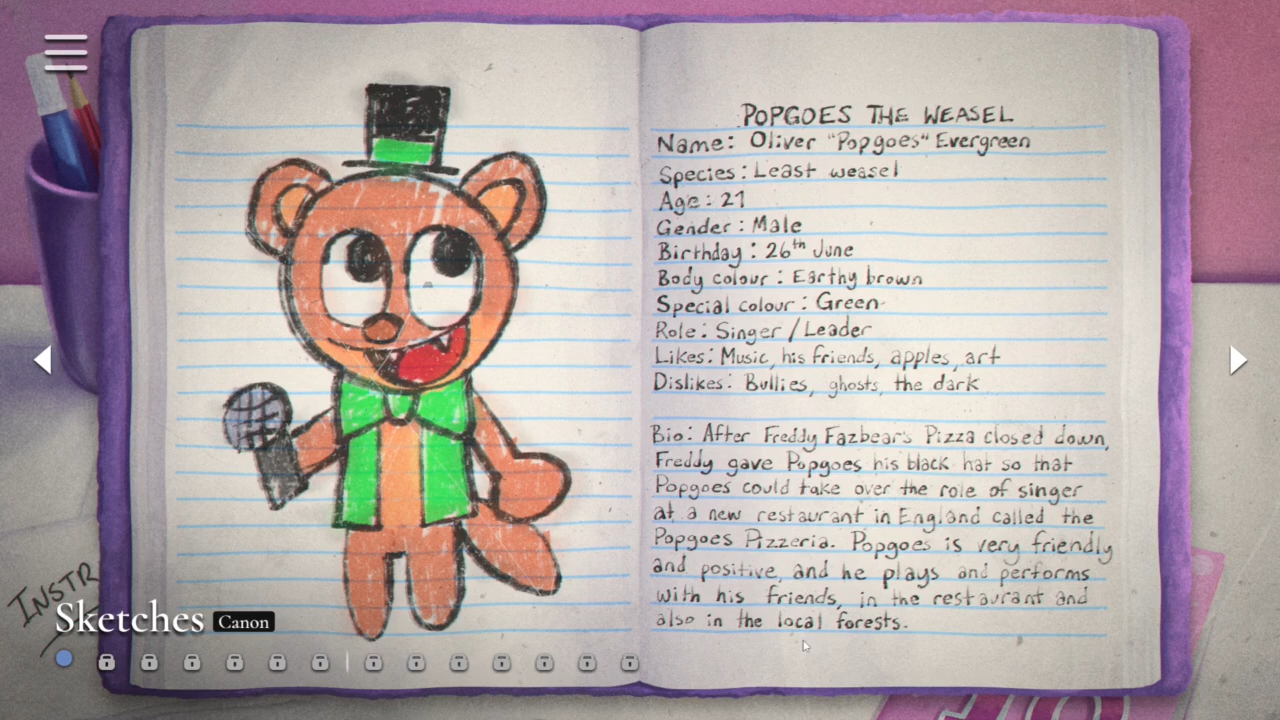 POPGOES THE WEASEL
Name: Oliver "Popgoes" Evergreen
Species: Least weasel
Age: 21
Gender: Male
Birthday: 26th June
Body colour: Earthy brown
Special colour: Green
Role: Singer / Leader
Likes: Music, his friends, apples, art
Dislikes: Bullies, ghosts, the dark
Bio: After Freddy Fazbear's Pizza closed down,
Freddy gave Popgoes his black hat so that
Popgoes could take over the role of singer
at a new restaurant in England called the
Popgoes Pizzeria. Popgoes is very friendly
and positive, and he plays and performs
with his friends, in the restaurant and
also in the local forests.
INSTR
Sketches Canon